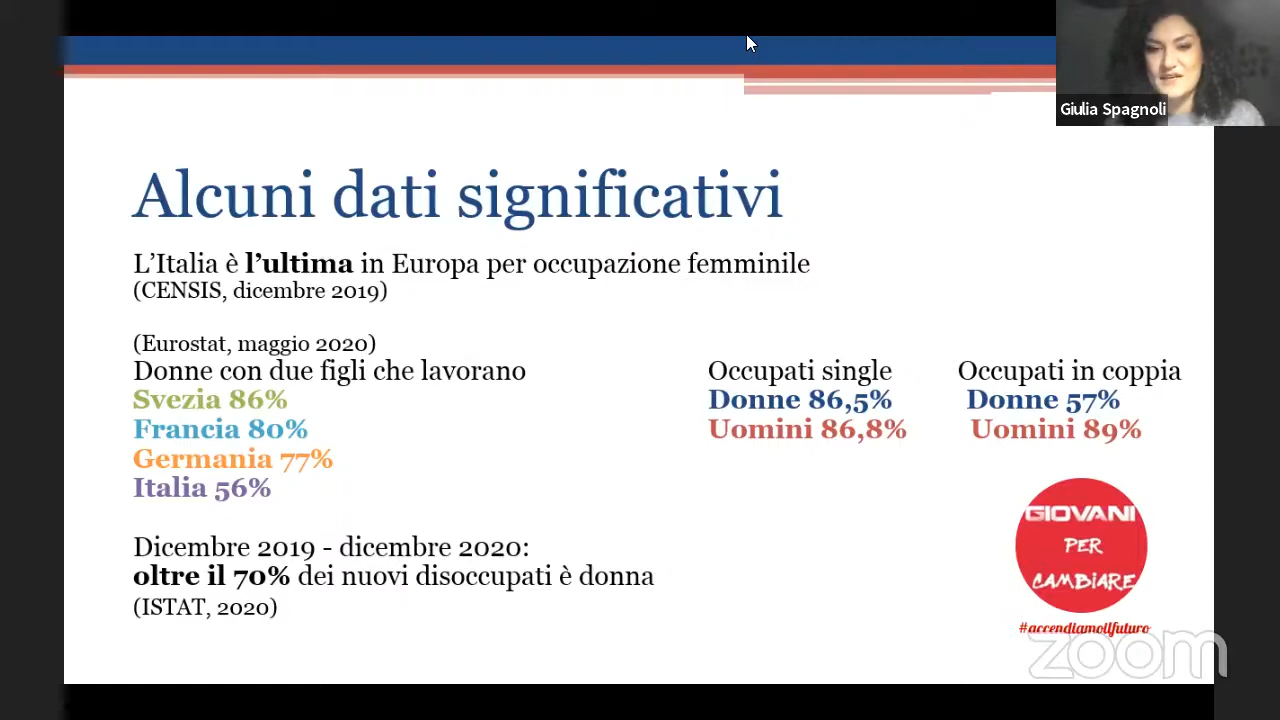 Giulia Spagnoli
Alcuni dati significativi
L'Italia è l'ultima in Europa per occupazione femminile
(CENSIS, dicembre 2019)
(Eurostat, maggio 2020)
Donne con due figli che lavorano
Svezia 86%
Francia 80%
Germania 77%
Italia 56%
Occupati single
Donne 86,5%
Uomini 86,8%
Occupati in coppia
Donne 57%
Uomini 89%
Dicembre 2019 - dicembre 2020:
oltre il 70% dei nuovi disoccupati è donna
(ISTAT, 2020)
GIOVANI
PER
CAMBIARE
#accendiamoilfuturo
zoom